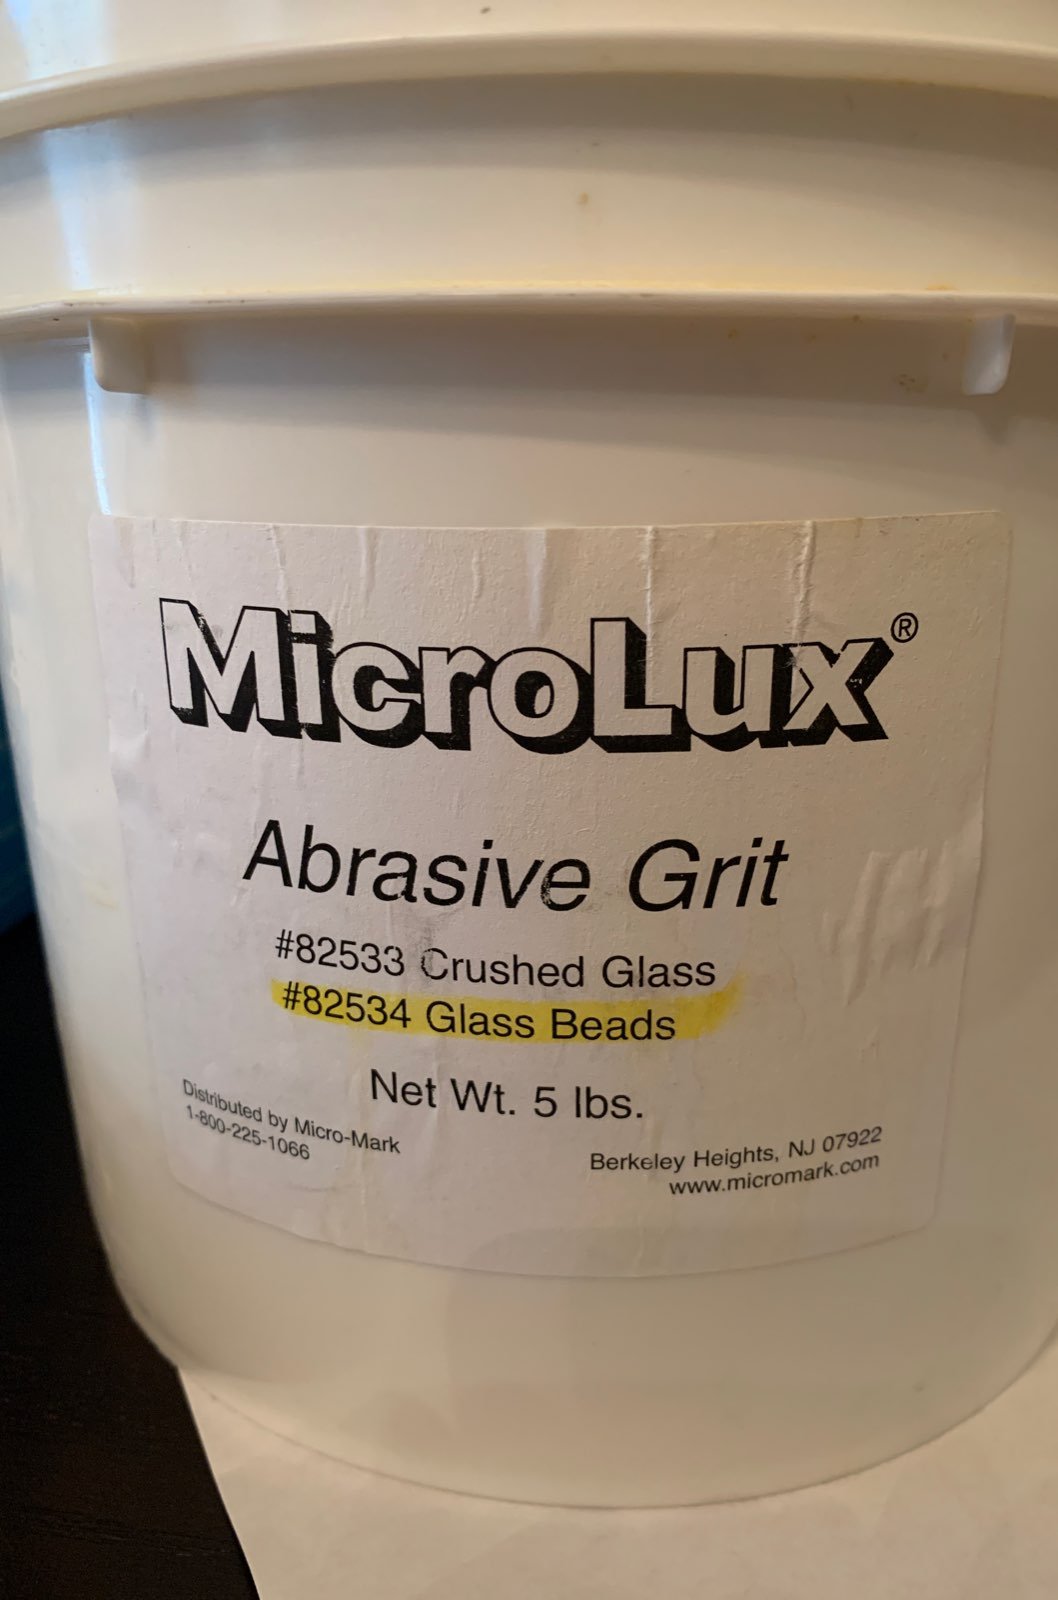 MicroLux®
Abrasive Grit
#82533 Crushed Glass
#82534 Glass Beads
Net Wt. 5 lbs.
Distributed by Micro-Mark
1-800-225-1066
Berkeley Heights, NJ 07922
www.micromark.com